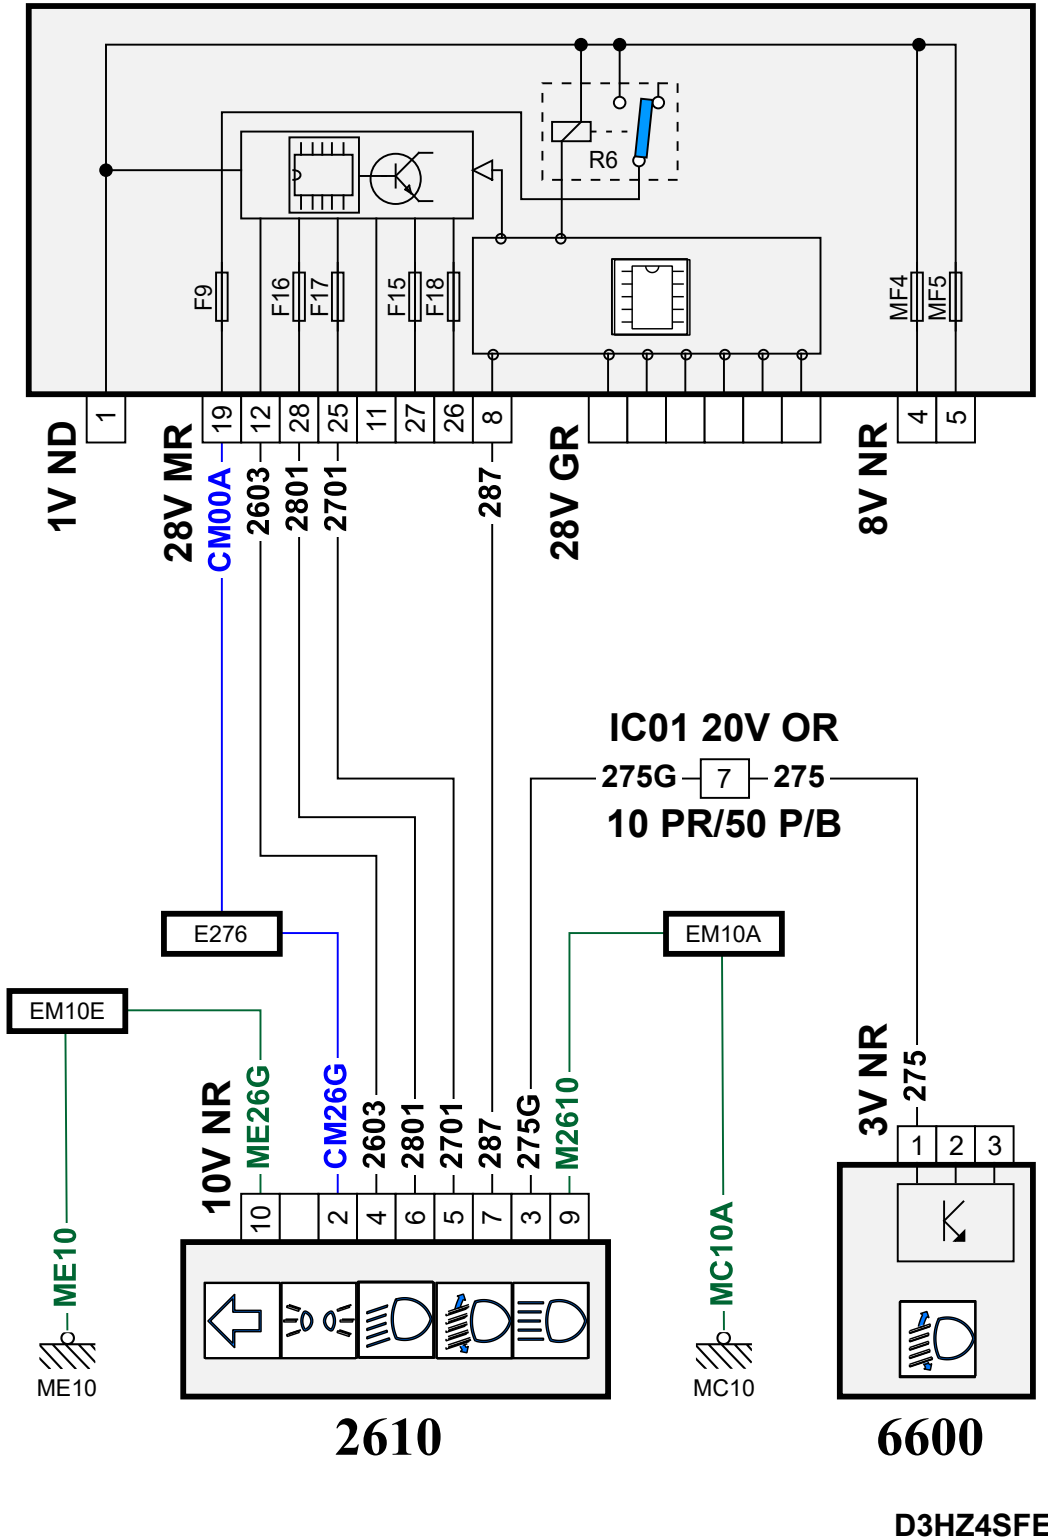 R6
F9
F16
F17
F15
F18
MF4
MF5
1V ND
1
28V MR
19
12
28
25
11
27
26
8
28V GR
8V NR
4
5
CM00A
2603
2801
2701
287
IC01 20V OR
275G
7
275
10 PR/50 P/B
E276
EM10A
EM10E
10V NR
ME26G
CM26G
2603
2801
2701
287
275G
M2610
3V NR
275
1
2
3
10
2
4
6
5
7
3
9
ME10
MC10A
ME10
MC10
2610
6600
D3HZ4SFE